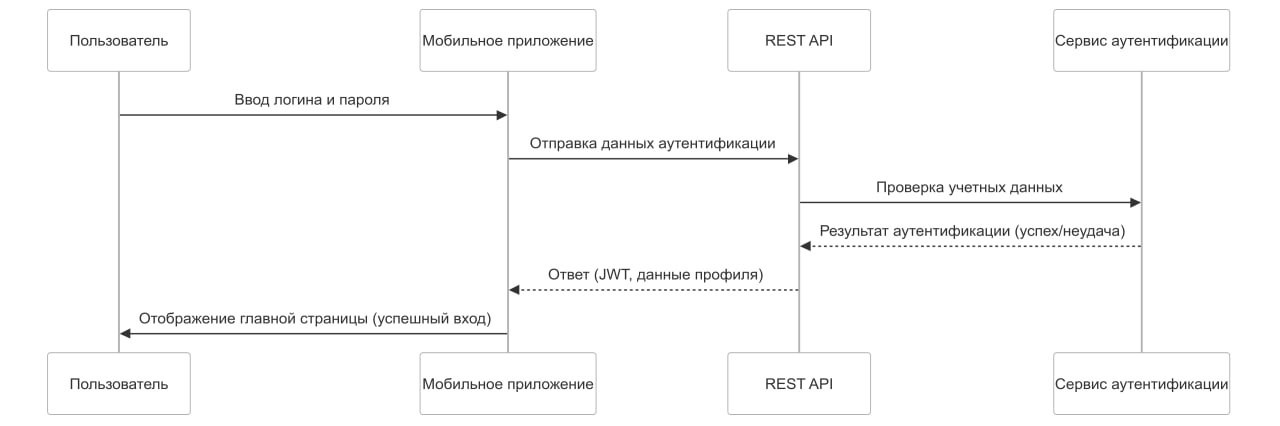 Пользователь
Мобильное приложение
REST API
Сервис аутентификации
Ввод логина и пароля
Отправка данных аутентификации
Проверка учетных данных
Результат аутентификации (успех/неудача)
Ответ (JWT, данные профиля)
Отображение главной страницы (успешный вход)
Пользователь
Мобильное приложение
REST API
Сервис аутентификации